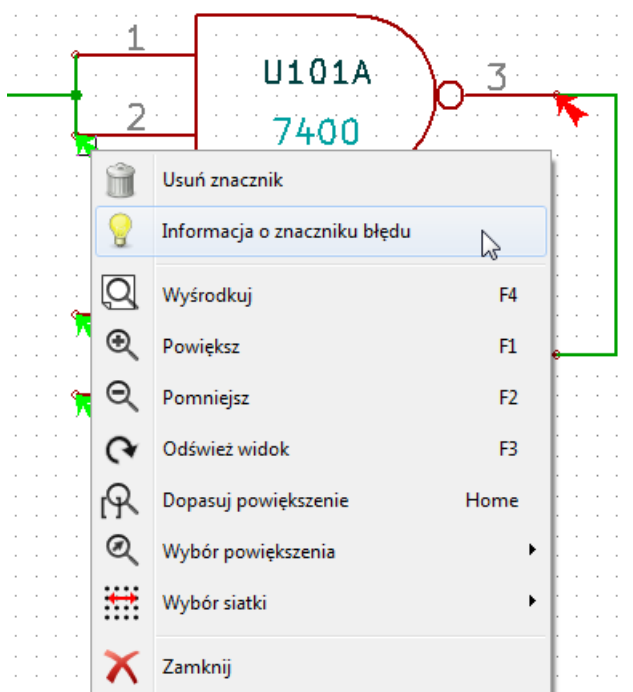 1
U101A
3
2
7400
Usuń znacznik
Informacja o znaczniku błędu
Wyśrodkuj F4
Powiększ F1
Pomniejsz F2
Odśwież widok F3
Dopasuj powiększenie Home
Wybór powiększenia
Wybór siatki
Zamknij